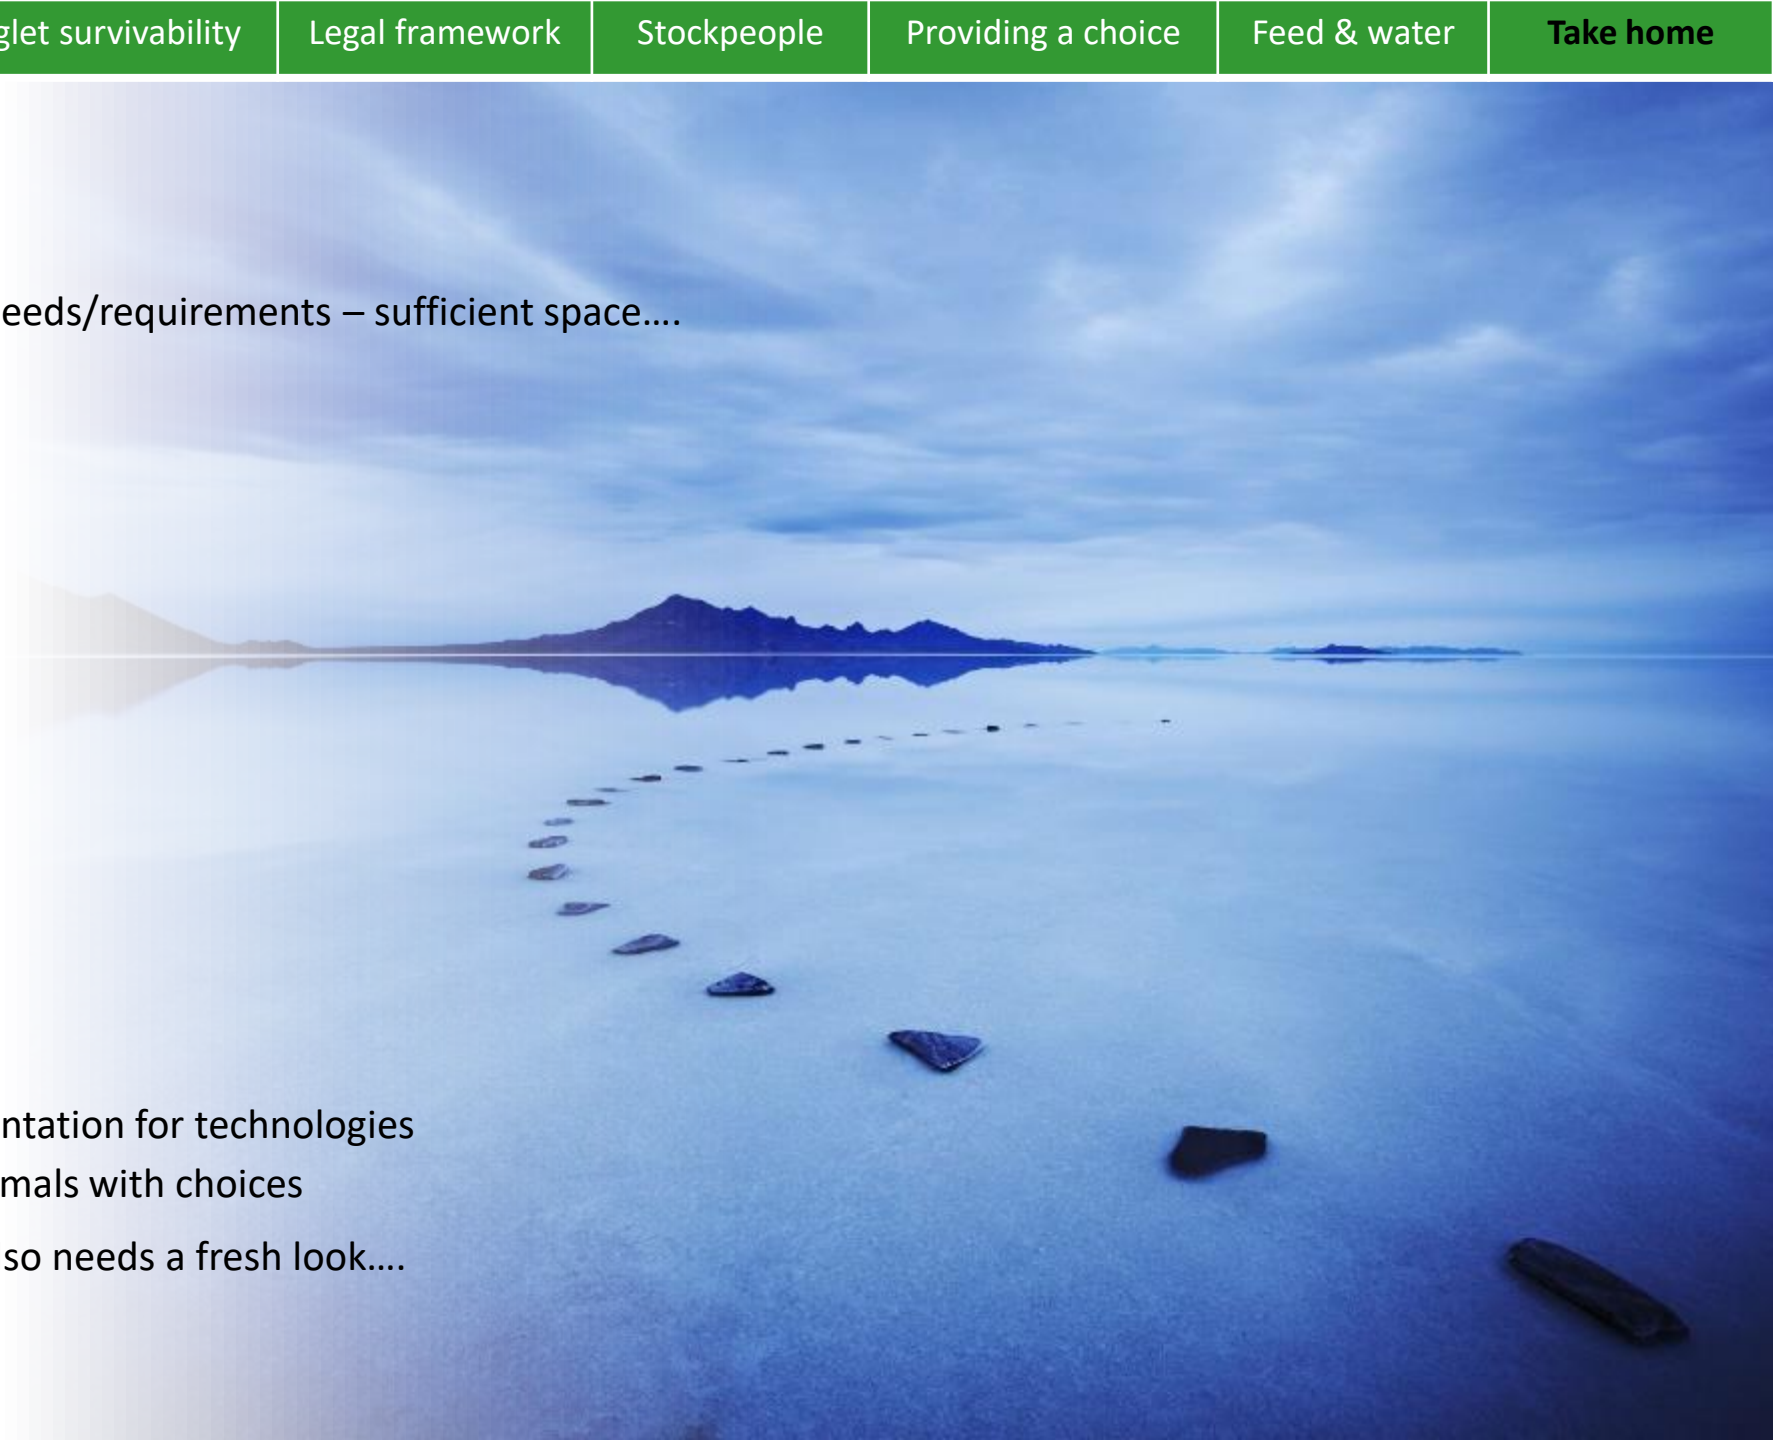 glet survivability Legal framework Stockpeople Providing a choice Feed & water Take home
eeds/requirements – sufficient space....
ntation for technologies
mals with choices
so needs a fresh look....